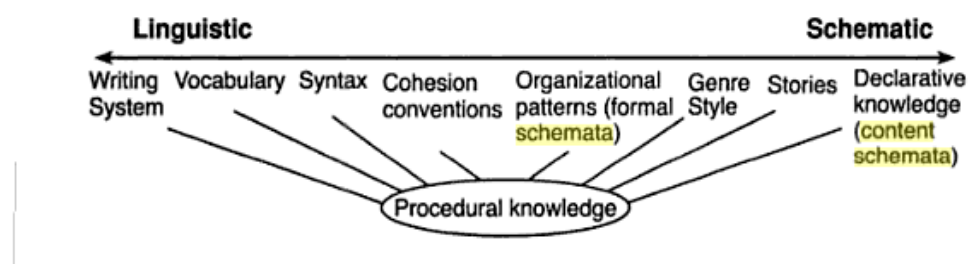 Linguistic Schematic
Writing Vocabulary Syntax Cohesion Organizational Genre Stories Declarative
System conventions patterns (formal Style knowledge
schemata) (content
schemata)
Procedural knowledge